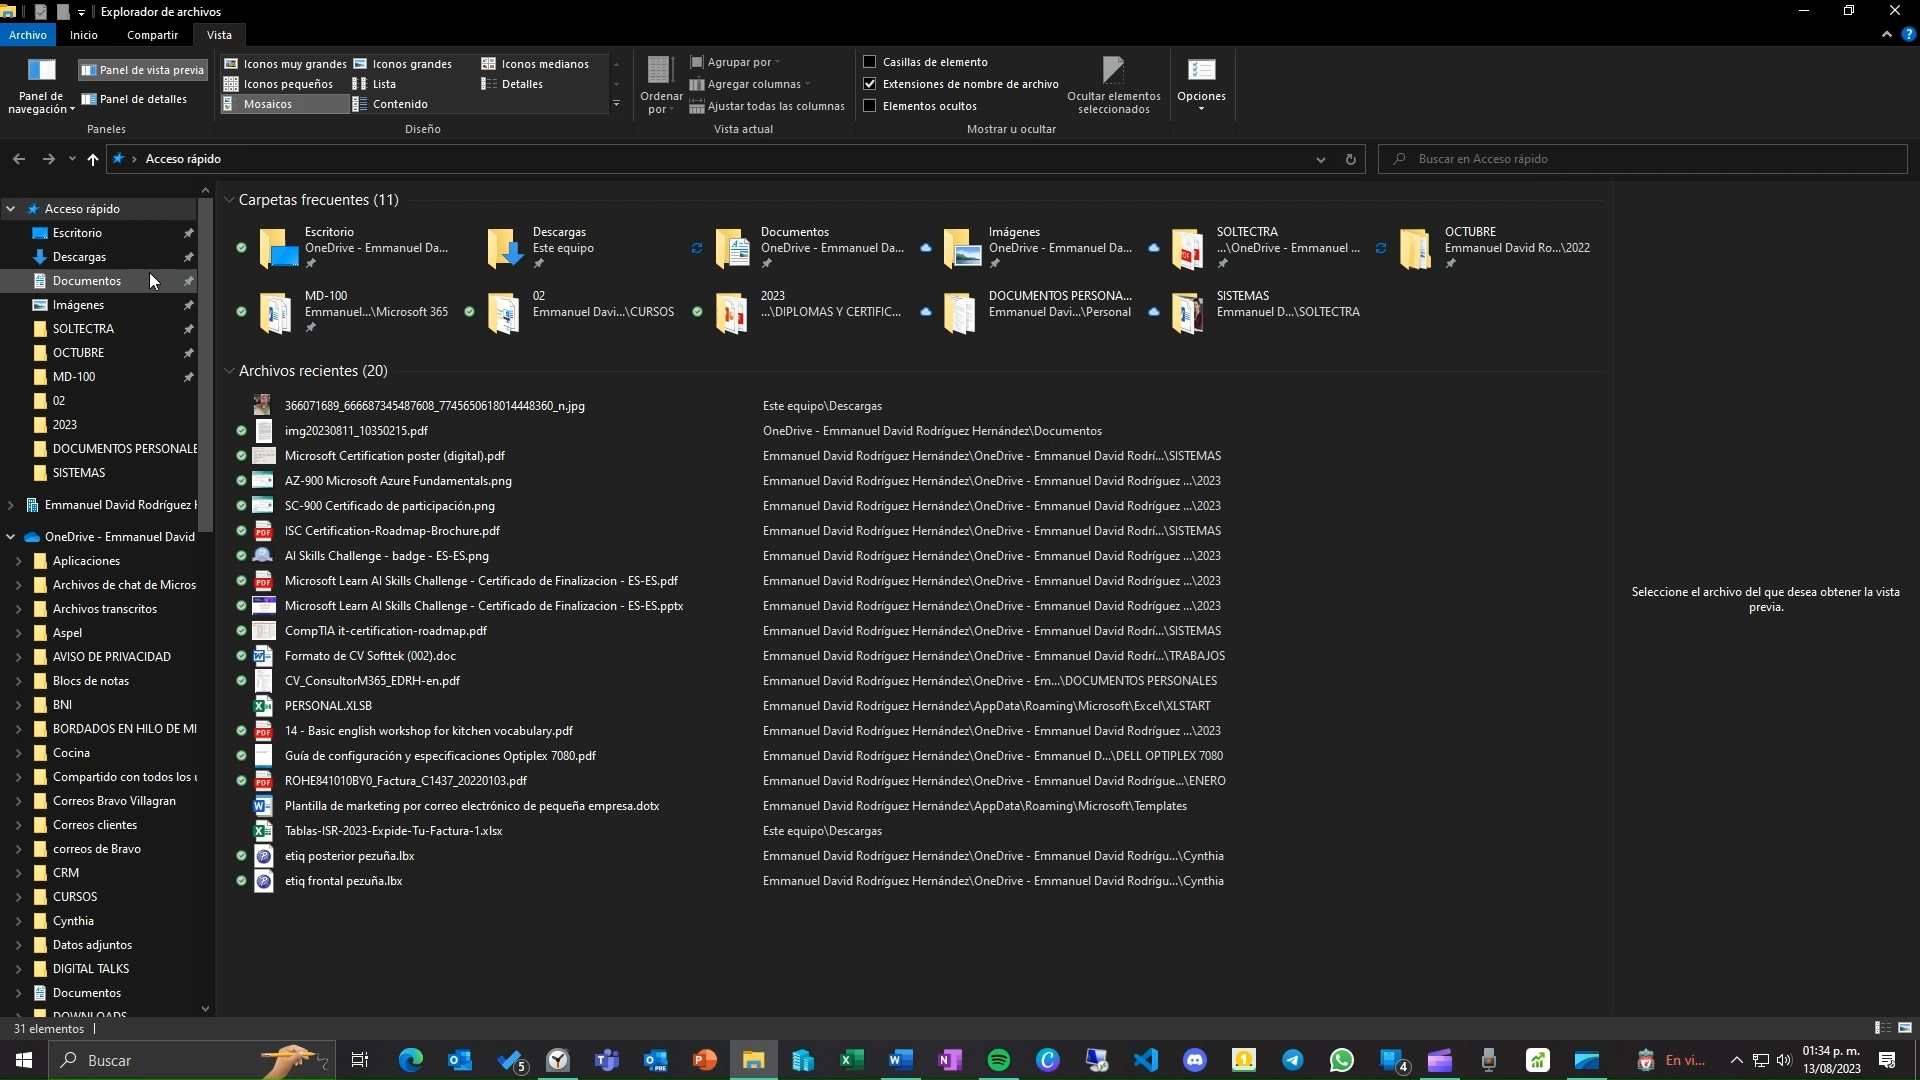 Explorador de archivos
Archivo Inicio Compartir Vista
Panel de navegación
Panel de vista previa
Panel de detalles
Paneles
Iconos muy grandes Iconos grandes Iconos medianos
Iconos pequeños Lista Detalles
Mosaicos Contenido
Diseño
Ordenar por
Agrupar por
Agregar columnas
Ajustar todas las columnas
Vista actual
Casillas de elemento
Extensiones de nombre de archivo
Elementos ocultos
Ocultar elementos seleccionados
Mostrar u ocultar
Opciones
Acceso rápido
Buscar en Acceso rápido
Acceso rápido
Escritorio
Descargas
Documentos
Imágenes
SOLTECTRA
OCTUBRE
MD-100
02
2023
DOCUMENTOS PERSONALE
SISTEMAS
Emmanuel David Rodríguez H
OneDrive - Emmanuel David
Aplicaciones
Archivos de chat de Micros
Archivos transcritos
Aspel
AVISO DE PRIVACIDAD
Blocs de notas
BNI
BORDADOS EN HILO DE MI
Cocina
Compartido con todos los u
Correos Bravo Villagran
Correos clientes
correos de Bravo
CRM
CURSOS
Cynthia
Datos adjuntos
DIGITAL TALKS
Documentos
DOWNLOADS
Carpetas frecuentes (11)
Escritorio
OneDrive - Emmanuel Da...
Descargas
Este equipo
Documentos
OneDrive - Emmanuel Da...
Imágenes
OneDrive - Emmanuel Da...
SOLTECTRA
...\OneDrive - Emmanuel ...
OCTUBRE
Emmanuel David Ro...\2022
MD-100
Emmanuel...\Microsoft 365
02
Emmanuel Davi...\CURSOS
2023
...\DIPLOMAS Y CERTIFIC...
DOCUMENTOS PERSONA...
Emmanuel Davi...\Personal
SISTEMAS
Emmanuel D...\SOLTECTRA
Archivos recientes (20)
366071689_666687345487608_7745650618014448360_n.jpg Este equipo\Descargas
img20230811_10350215.pdf OneDrive - Emmanuel David Rodríguez Hernández\Documentos
Microsoft Certification poster (digital).pdf Emmanuel David Rodríguez Hernández\OneDrive - Emmanuel David Rodrí...\SISTEMAS
AZ-900 Microsoft Azure Fundamentals.png Emmanuel David Rodríguez Hernández\OneDrive - Emmanuel David Rodríguez ...\2023
SC-900 Certificado de participación.png Emmanuel David Rodríguez Hernández\OneDrive - Emmanuel David Rodríguez ...\2023
ISC Certification-Roadmap-Brochure.pdf Emmanuel David Rodríguez Hernández\OneDrive - Emmanuel David Rodrí...\SISTEMAS
AI Skills Challenge - badge - ES-ES.png Emmanuel David Rodríguez Hernández\OneDrive - Emmanuel David Rodríguez ...\2023
Microsoft Learn AI Skills Challenge - Certificado de Finalizacion - ES-ES.pdf Emmanuel David Rodríguez Hernández\OneDrive - Emmanuel David Rodríguez ...\2023
Microsoft Learn AI Skills Challenge - Certificado de Finalizacion - ES-ES.pptx Emmanuel David Rodríguez Hernández\OneDrive - Emmanuel David Rodríguez ...\2023
CompTIA it-certification-roadmap.pdf Emmanuel David Rodríguez Hernández\OneDrive - Emmanuel David Rodrí...\SISTEMAS
Formato de CV Softtek (002).doc Emmanuel David Rodríguez Hernández\OneDrive - Emmanuel David Rodrí...\TRABAJOS
CV_ConsultorM365_EDRH-en.pdf Emmanuel David Rodríguez Hernández\OneDrive - Em...\DOCUMENTOS PERSONALES
PERSONAL.XLSB Emmanuel David Rodríguez Hernández\AppData\Roaming\Microsoft\Excel\XLSTART
14 - Basic english workshop for kitchen vocabulary.pdf Emmanuel David Rodríguez Hernández\OneDrive - Emmanuel David Rodríguez ...\2023
Guía de configuración y especificaciones Optiplex 7080.pdf Emmanuel David Rodríguez Hernández\OneDrive - Emmanuel D...\DELL OPTIPLEX 7080
ROHE841010BY0_Factura_C1437_20220103.pdf Emmanuel David Rodríguez Hernández\OneDrive - Emmanuel David Rodrígue...\ENERO
Plantilla de marketing por correo electrónico de pequeña empresa.dotx Emmanuel David Rodríguez Hernández\AppData\Roaming\Microsoft\Templates
Tablas-ISR-2023-Expide-Tu-Factura-1.xlsx Este equipo\Descargas
etiq posterior pezuña.lbx Emmanuel David Rodríguez Hernández\OneDrive - Emmanuel David Rodrígu...\Cynthia
etiq frontal pezuña.lbx Emmanuel David Rodríguez Hernández\OneDrive - Emmanuel David Rodrígu...\Cynthia
Seleccione el archivo del que desea obtener la vista
previa.
31 elementos
Buscar
5
4
En vi...
01:34 p. m.
13/08/2023